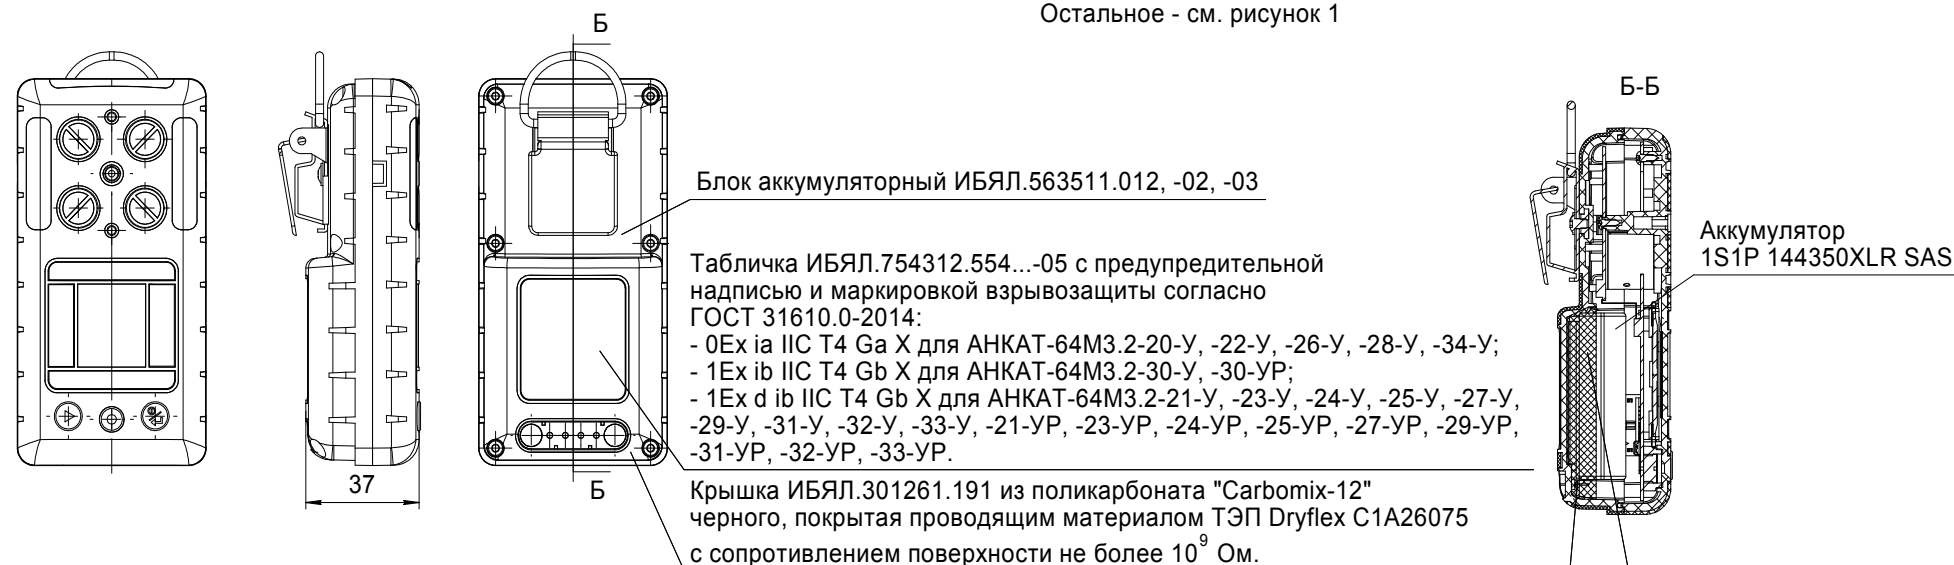 Остальное - см. рисунок 1
Б
Б-Б
Блок аккумуляторный ИБЯЛ.563511.012, -02, -03
Аккумулятор
1S1P 144350XLR SAS
Табличка ИБЯЛ.754312.554...-05 с предупредительной
надписью и маркировкой взрывозащиты согласно
ГОСТ 31610.0-2014:
- 0Ex ia IIC T4 Ga X для АНКАТ-64М3.2-20-У, -22-У, -26-У, -28-У, -34-У;
- 1Ex ib IIC T4 Gb X для АНКАТ-64М3.2-30-У, -30-УР;
- 1Ex d ib IIC T4 Gb X для АНКАТ-64М3.2-21-У, -23-У, -24-У, -25-У, -27-У,
-29-У, -31-У, -32-У, -33-У, -21-УР, -23-УР, -24-УР, -25-УР, -27-УР, -29-УР,
-31-УР, -32-УР, -33-УР.
37
Б
Крышка ИБЯЛ.301261.191 из поликарбоната "Carbomix-12"
черного, покрытая проводящим материалом ТЭП Dryflex C1A26075
с сопротивлением поверхности не более 10⁹ Ом.